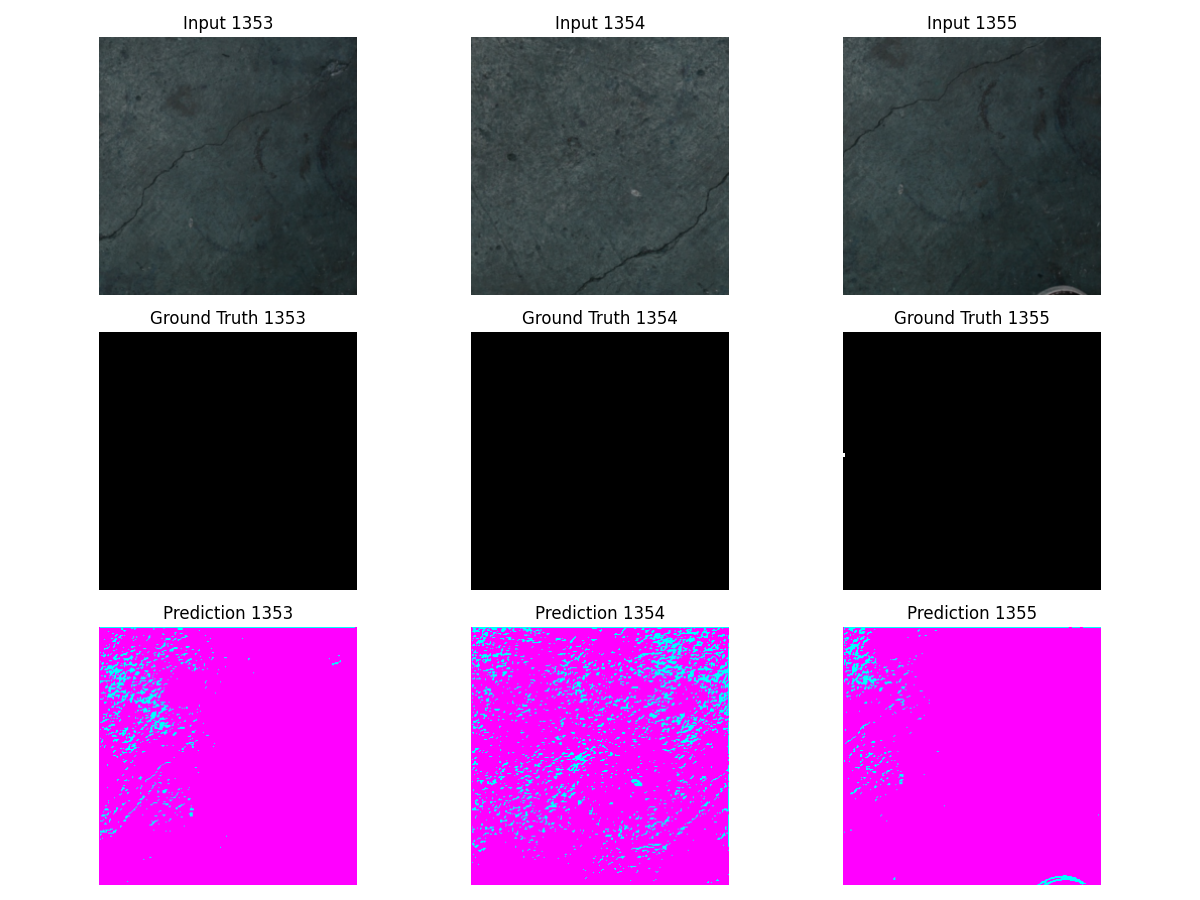 Input 1353
Input 1354
Input 1355
Ground Truth 1353
Ground Truth 1354
Ground Truth 1355
Prediction 1353
Prediction 1354
Prediction 1355